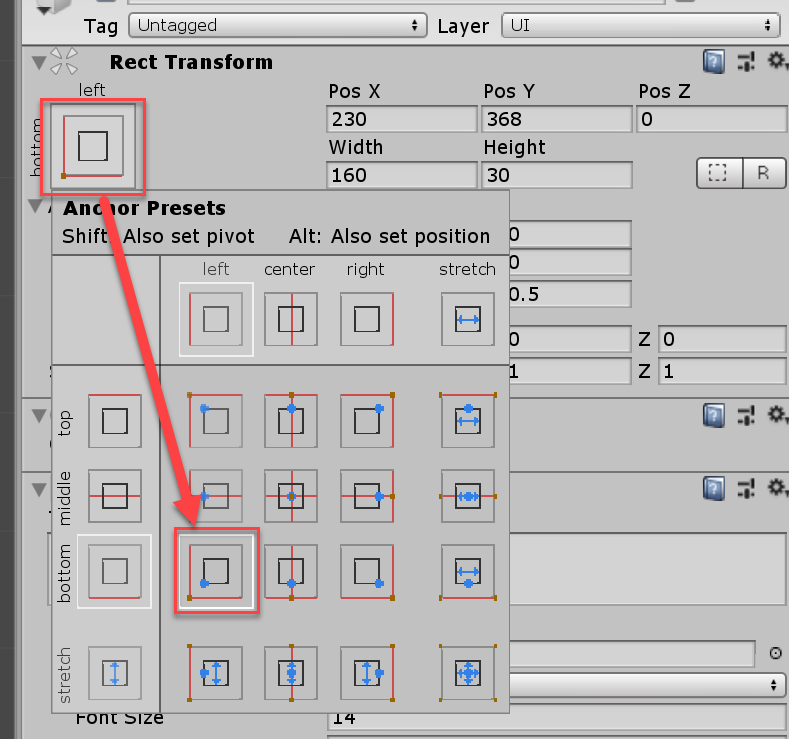 Tag Untagged Layer UI
Rect Transform
left
Pos X Pos Y Pos Z
bottom
230 368 0
Width Height
160 30 R
Anchor Presets
Shift: Also set pivot Alt: Also set position
0
left center right stretch
0
0.5
0 Z 0
1 Z 1
top
middle
bottom
stretch
Font Size 14